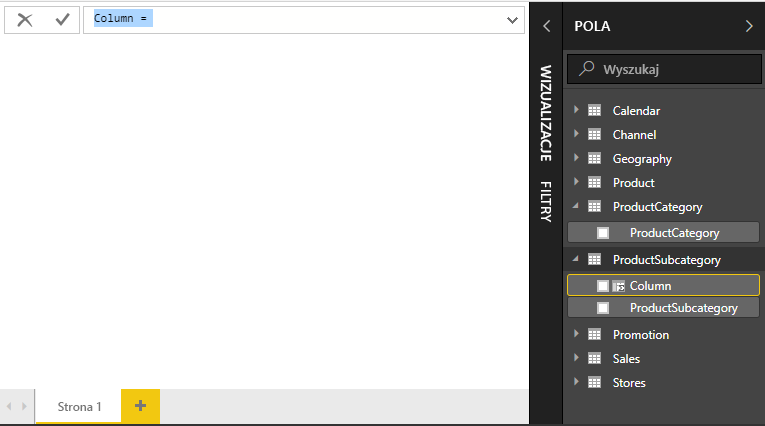 Column =
WIZUALIZACJE
FILTRY
POLA
Wyszukaj
Calendar
Channel
Geography
Product
ProductCategory
ProductCategory
ProductSubcategory
Column
ProductSubcategory
Promotion
Sales
Stores
Strona 1